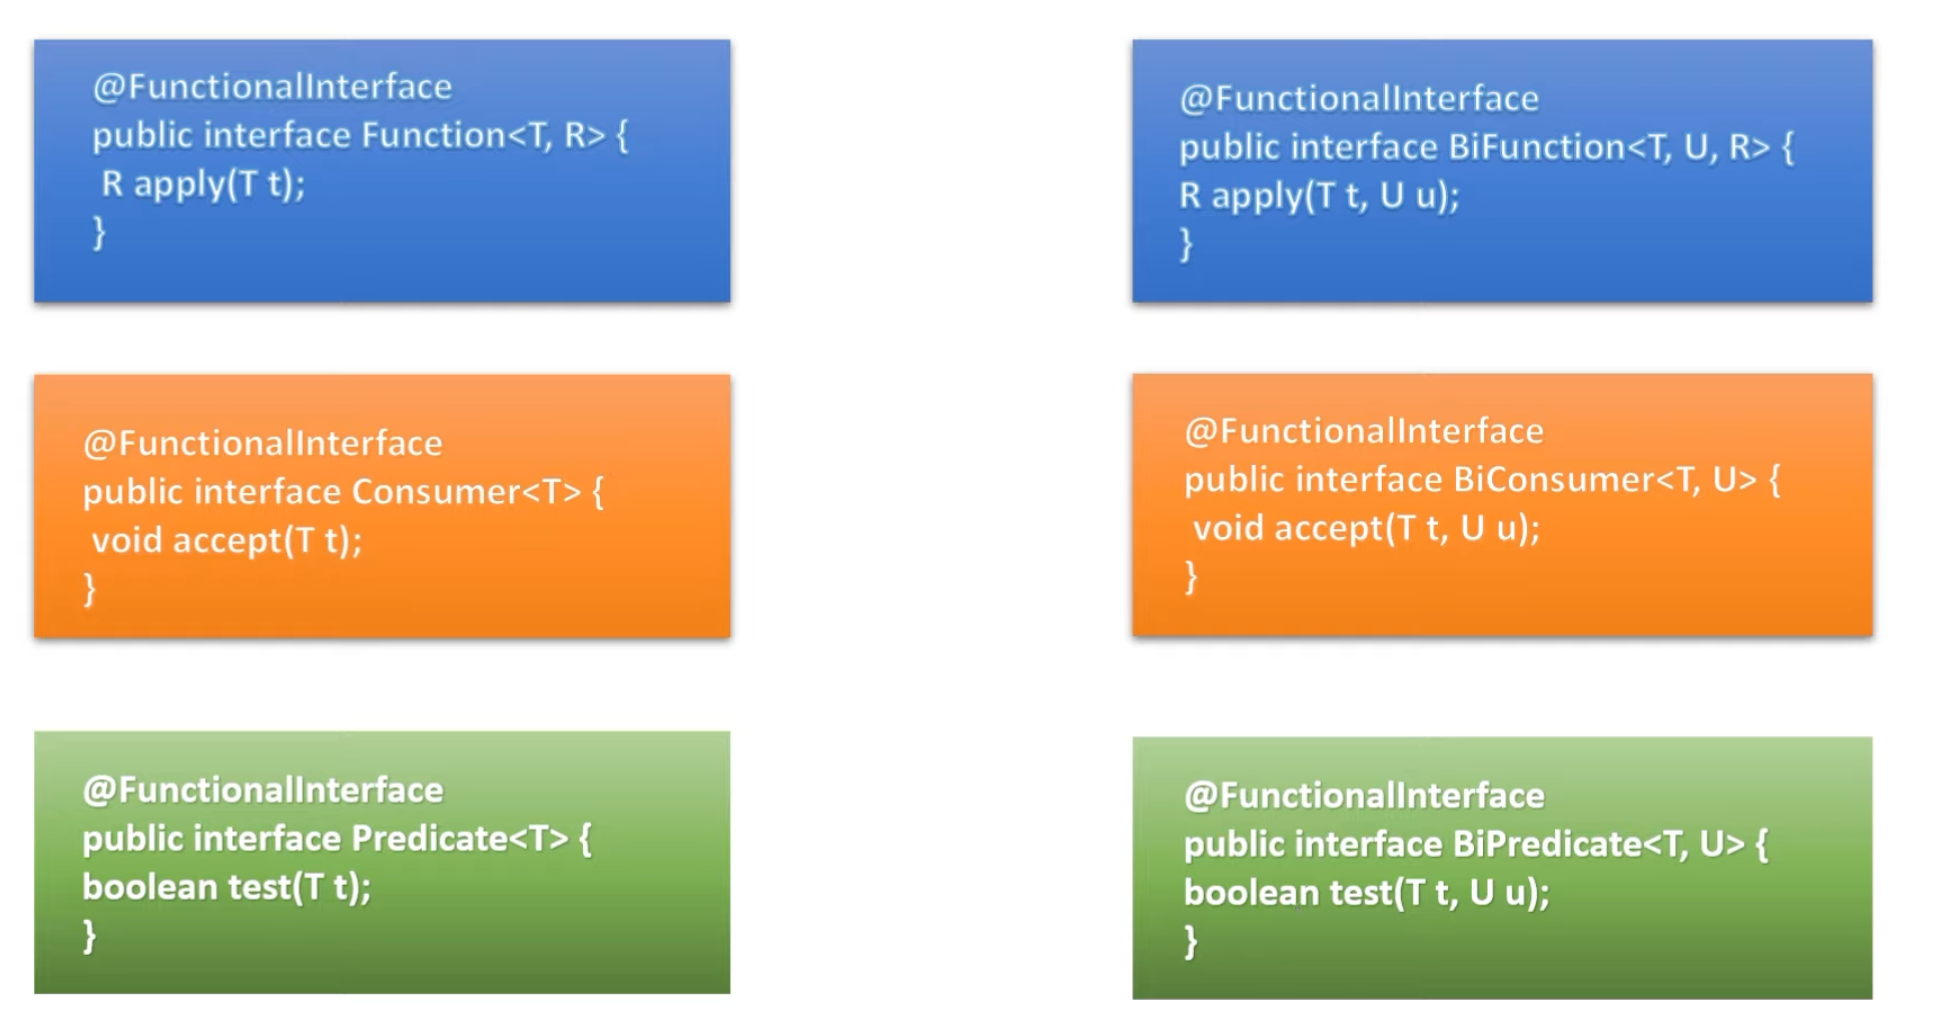 @FunctionalInterface
public interface Function<T, R> {
R apply(T t);
}
@FunctionalInterface
public interface BiFunction<T, U, R> {
R apply(T t, U u);
}
@FunctionalInterface
public interface Consumer<T> {
void accept(T t);
}
@FunctionalInterface
public interface BiConsumer<T, U> {
void accept(T t, U u);
}
@FunctionalInterface
public interface Predicate<T> {
boolean test(T t);
}
@FunctionalInterface
public interface BiPredicate<T, U> {
boolean test(T t, U u);
}